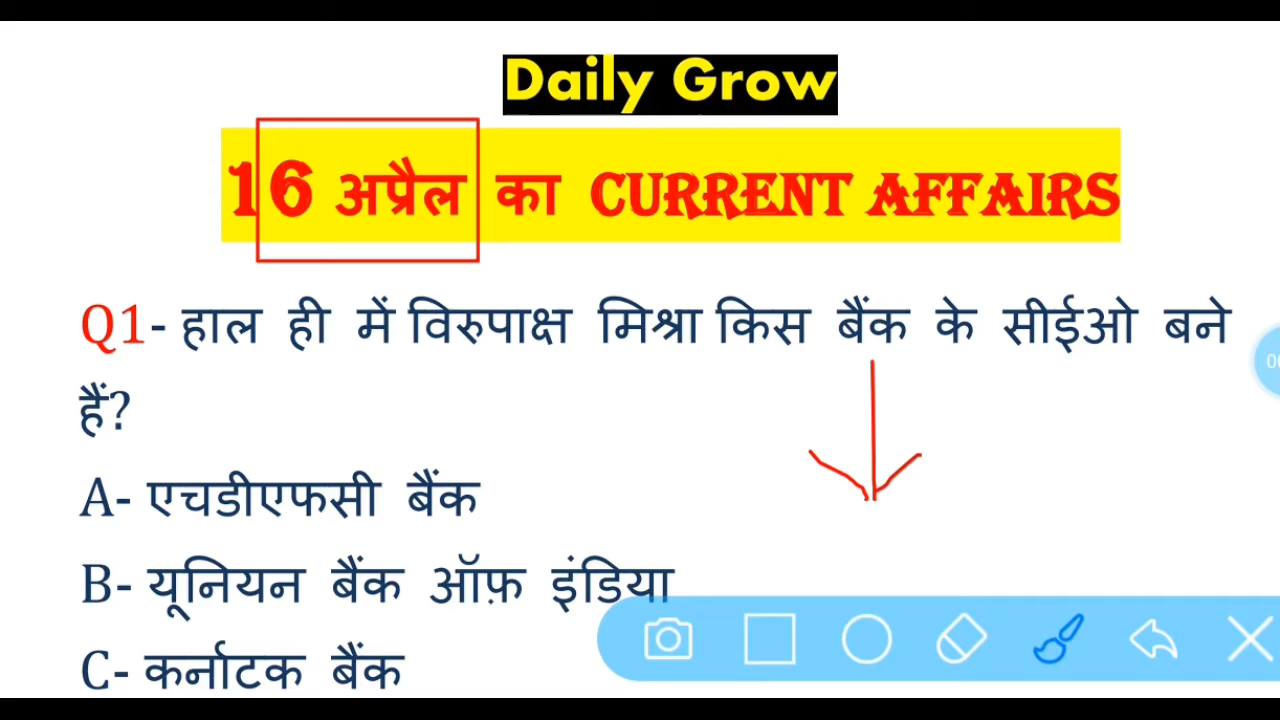 Daily Grow
16 अप्रैल का CURRENT AFFAIRS
Q1- हाल ही में विरुपाक्ष मिश्रा किस बैंक के सीईओ बने
हैं?
A- एचडीएफसी बैंक
B- यूनियन बैंक ऑफ़ इंडिया
C- कर्नाटक बैंक